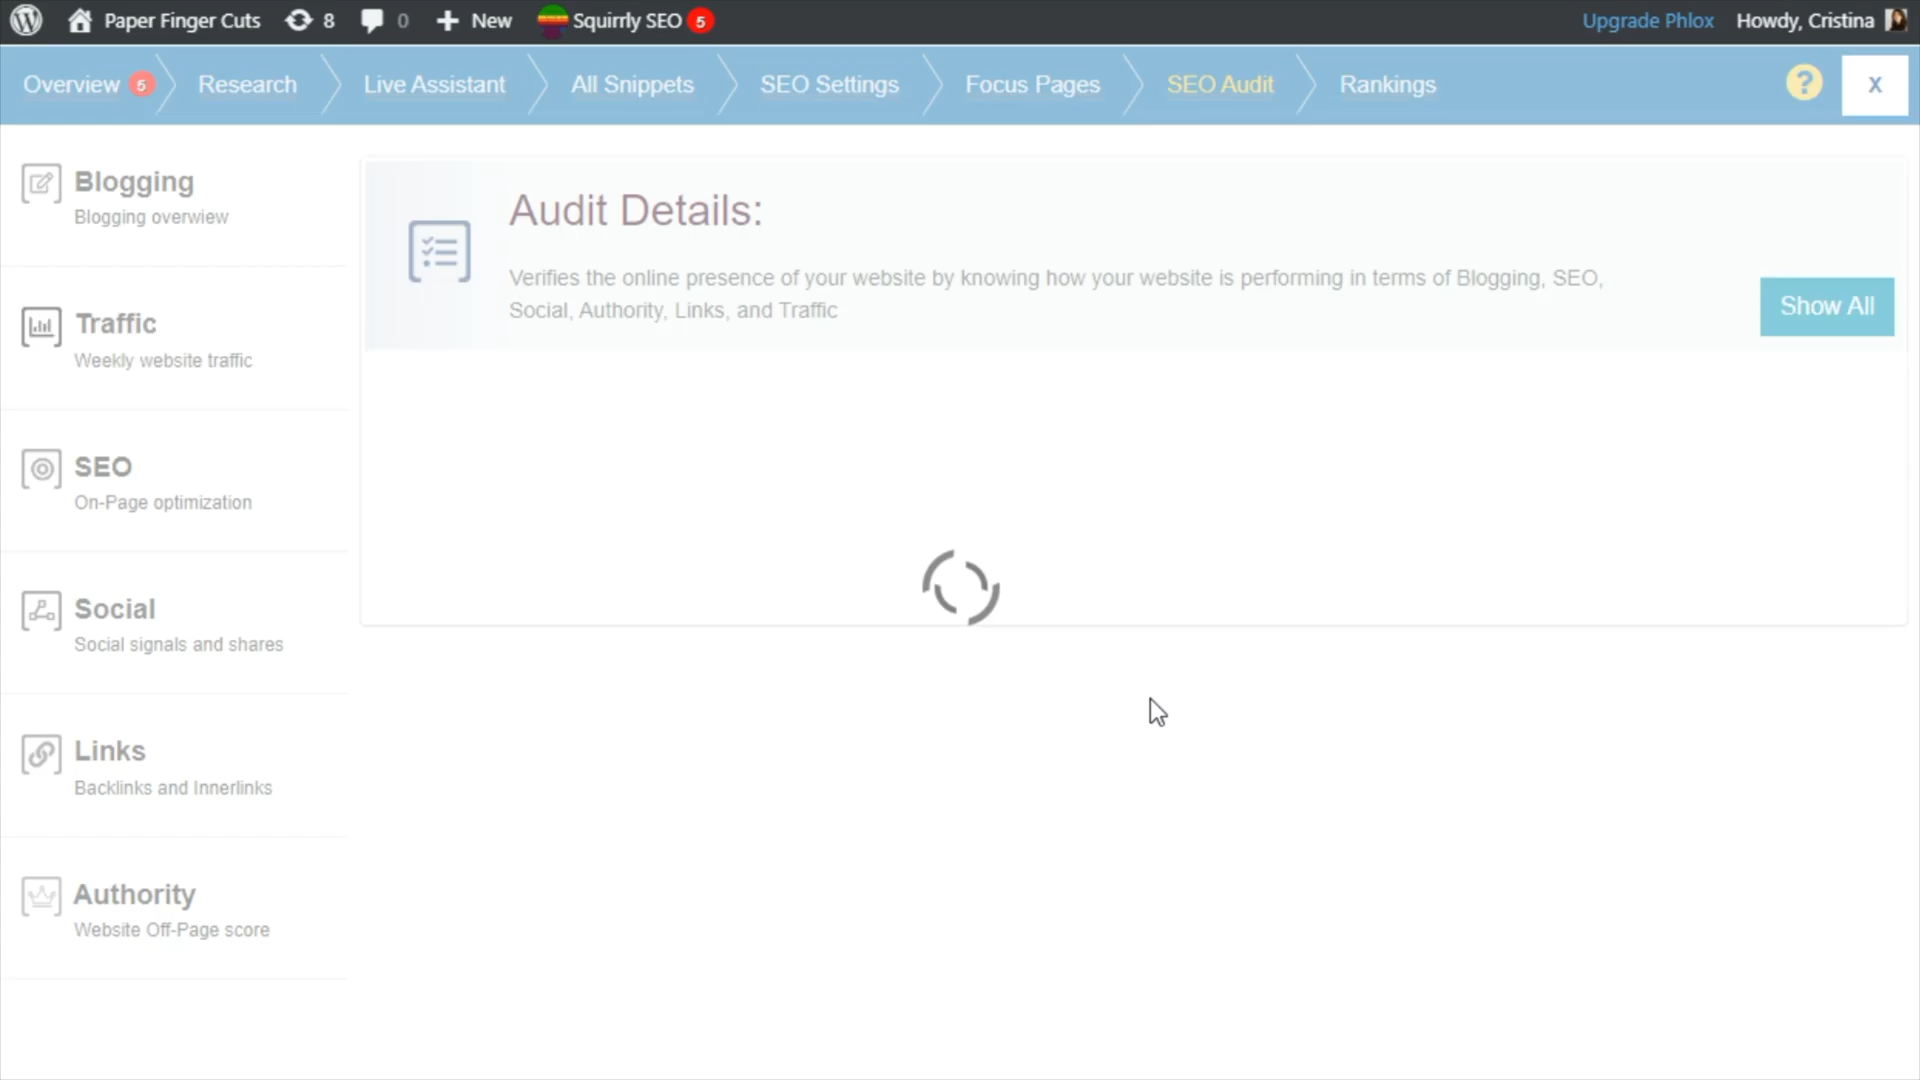 Paper Finger Cuts 8 0 New Squirrly SEO 5 Upgrade Phlox Howdy, Cristina
Overview 5 Research Live Assistant All Snippets SEO Settings Focus Pages SEO Audit Rankings ? X
Blogging
Blogging overwiew
Traffic
Weekly website traffic
SEO
On-Page optimization
Social
Social signals and shares
Links
Backlinks and Innerlinks
Authority
Website Off-Page score
Audit Details:
Verifies the online presence of your website by knowing how your website is performing in terms of Blogging, SEO,
Social, Authority, Links, and Traffic
Show All